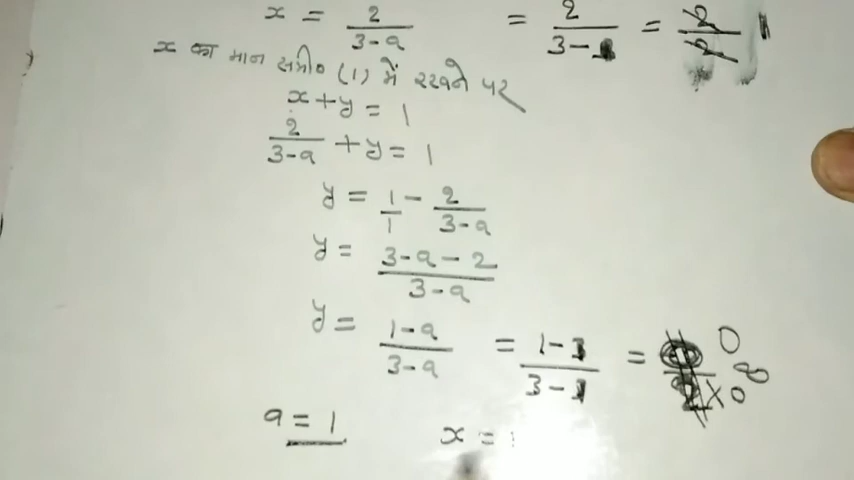 x = 2/(3-a) = 2/(3-1) = 2/2
x का मान समी० (1) में रखने पर
x+y = 1
2/(3-a) + y = 1
y = 1/1 - 2/(3-a)
y = (3-a-2)/(3-a)
y = (1-a)/(3-a) = (1-1)/(3-1) = 0
a = 1 x =